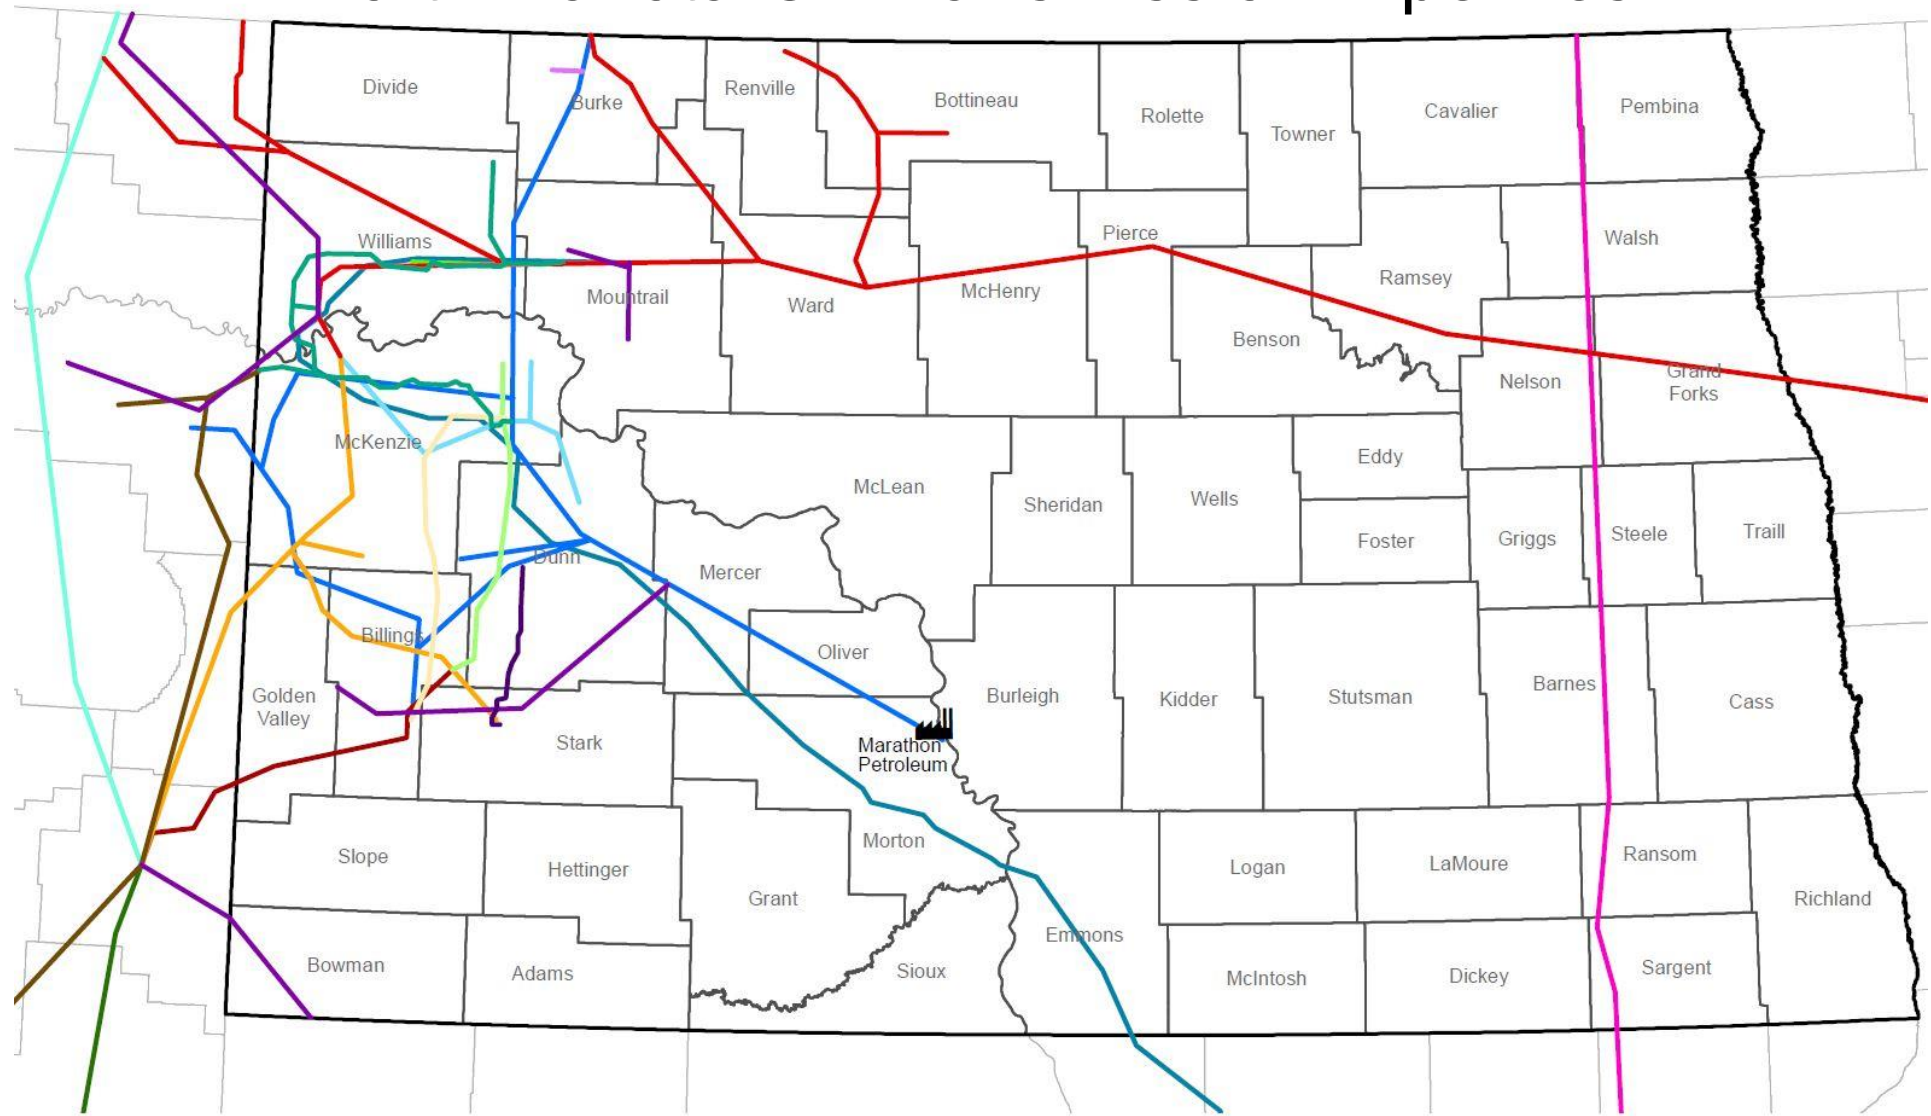 Divide
Burke
Renville
Bottineau
Rolette
Towner
Cavalier
Pembina
Williams
Mountrail
Ward
McHenry
Pierce
Ramsey
Walsh
Benson
Nelson
Grand
Forks
McKenzie
McLean
Sheridan
Wells
Eddy
Foster
Griggs
Steele
Traill
Dunn
Mercer
Billings
Oliver
Golden
Valley
Stark
Burleigh
Kidder
Stutsman
Barnes
Cass
Marathon
Petroleum
Slope
Hettinger
Morton
Grant
Logan
LaMoure
Ransom
Richland
Emmons
Bowman
Adams
Sioux
McIntosh
Dickey
Sargent